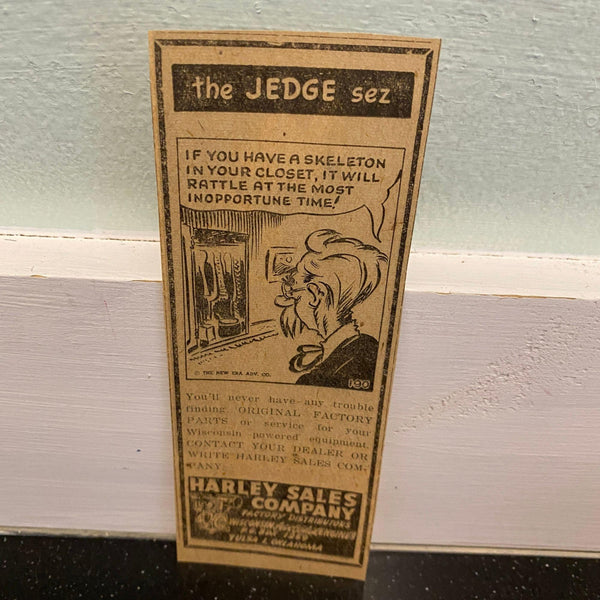 the JEDGE sez
IF YOU HAVE A SKELETON
IN YOUR CLOSET, IT WILL
RATTLE AT THE MOST
INOPPORTUNE TIME!
© THE NEW ERA ADV. CO.
190
You'll never have any trouble
finding ORIGINAL FACTORY
PARTS or service for your
Wisconsin powered equipment.
CONTACT YOUR DEALER OR
WRITE HARLEY SALES COM-
PANY.
HARLEY SALES
COMPANY
FACTORY DISTRIBUTORS
WISCONSIN
TULSA 1, OKLAHOMA